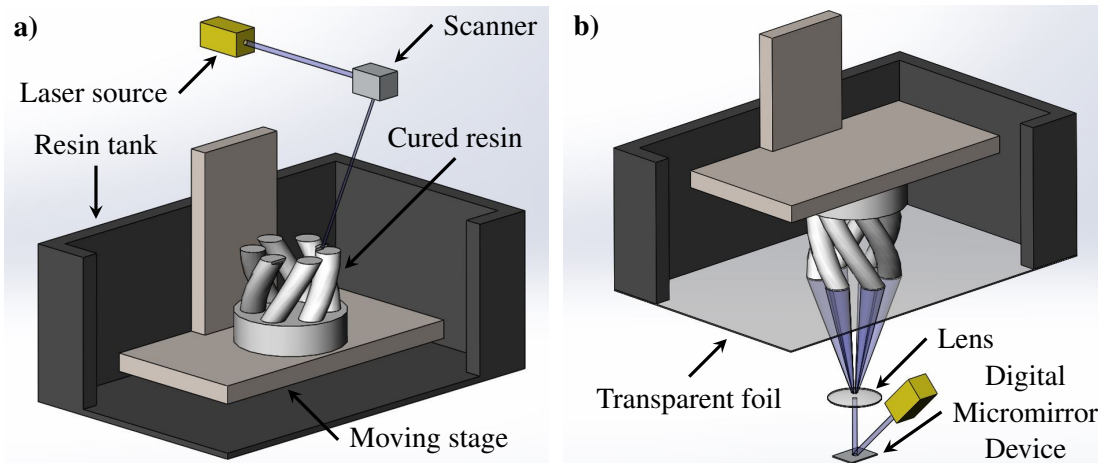 a)
Scanner
Laser source
Resin tank
Cured resin
Moving stage
b)
Lens
Transparent foil
Digital
Micromirror
Device